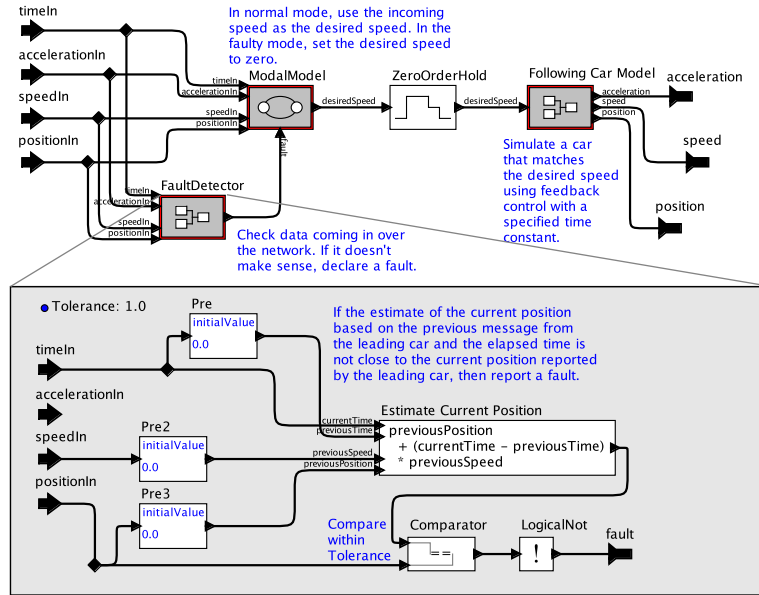 timeIn
accelerationIn
speedIn
positionIn
In normal mode, use the incoming
speed as the desired speed. In the
faulty mode, set the desired speed
to zero.
ModalModel
timeIn
accelerationIn
speedIn
positionIn
fault
desiredSpeed
ZeroOrderHold
desiredSpeed
Following Car Model
acceleration
speed
position
acceleration
speed
position
Simulate a car
that matches
the desired speed
using feedback
control with a
specified time
constant.
FaultDetector
timeIn
accelerationIn
speedIn
positionIn
Check data coming in over
the network. If it doesn't
make sense, declare a fault.
Tolerance: 1.0
Pre
initialValue
0.0
If the estimate of the current position
based on the previous message from
the leading car and the elapsed time is
not close to the current position reported
by the leading car, then report a fault.
timeIn
accelerationIn
speedIn
positionIn
Pre2
initialValue
0.0
Pre3
initialValue
0.0
Estimate Current Position
currentTime
previousTime
previousSpeed
previousPosition
previousPosition
+ (currentTime - previousTime)
* previousSpeed
Compare
within
Tolerance
Comparator
==
LogicalNot
!
fault